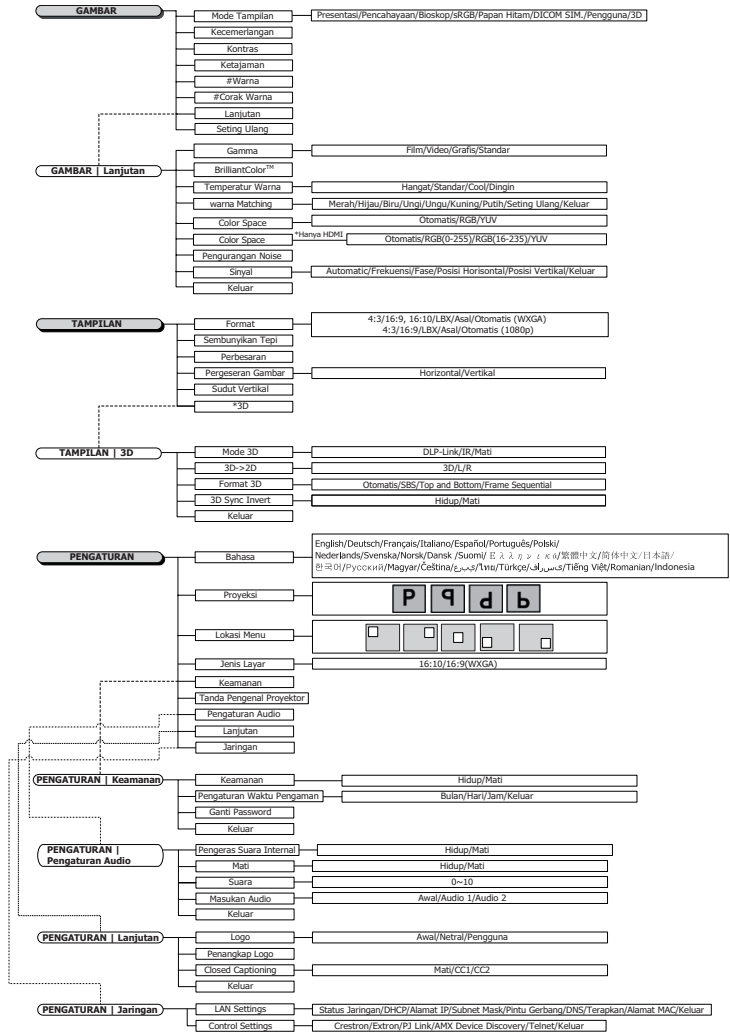 GAMBAR
Mode Tampilan
Presentasi/Pencahayaan/Bioskop/sRGB/Papan Hitam/DICOM SIM./Pengguna/3D
Kecemerlangan
Kontras
Ketajaman
#Warna
#Corak Warna
Lanjutan
Seting Ulang
GAMBAR | Lanjutan
Gamma
Film/Video/Grafis/Standar
BrilliantColor™
Temperatur Warna
Hangat/Standar/Cool/Dingin
warna Matching
Merah/Hijau/Biru/Ungi/Ungu/Kuning/Putih/Seting Ulang/Keluar
Color Space
Otomatis/RGB/YUV
Color Space
*Hanya HDMI
Otomatis/RGB(0-255)/RGB(16-235)/YUV
Pengurangan Noise
Sinyal
Automatic/Frekuensi/Fase/Posisi Horisontal/Posisi Vertikal/Keluar
Keluar
TAMPILAN
Format
4:3/16:9, 16:10/LBX/Asal/Otomatis (WXGA)
4:3/16:9/LBX/Asal/Otomatis (1080p)
Sembunyikan Tepi
Perbesaran
Pergeseran Gambar
Horizontal/Vertikal
Sudut Vertikal
*3D
TAMPILAN | 3D
Mode 3D
DLP-Link/IR/Mati
3D->2D
3D/L/R
Format 3D
Otomatis/SBS/Top and Bottom/Frame Sequential
3D Sync Invert
Hidup/Mati
Keluar
PENGATURAN
Bahasa
English/Deutsch/Français/Italiano/Español/Português/Polski/
Nederlands/Svenska/Norsk/Dansk /Suomi/Ελληνικά/繁體中文/简体中文/日本語/
한국어/Русский/Magyar/Čeština/عربي/ไทย/Türkçe/فارسی/Tiếng Việt/Romanian/Indonesia
Proyeksi
P
Lokasi Menu
Jenis Layar
16:10/16:9(WXGA)
Keamanan
Tanda Pengenal Proyektor
Pengaturan Audio
Lanjutan
Jaringan
PENGATURAN | Keamanan
Keamanan
Hidup/Mati
Pengaturan Waktu Pengaman
Bulan/Hari/Jam/Keluar
Ganti Password
Keluar
PENGATURAN |
Pengaturan Audio
Pengeras Suara Internal
Hidup/Mati
Mati
Hidup/Mati
Suara
0~10
Masukan Audio
Awal/Audio 1/Audio 2
Keluar
PENGATURAN | Lanjutan
Logo
Awal/Netral/Pengguna
Penangkap Logo
Closed Captioning
Mati/CC1/CC2
Keluar
PENGATURAN | Jaringan
LAN Settings
Status Jaringan/DHCP/Alamat IP/Subnet Mask/Pintu Gerbang/DNS/Terapkan/Alamat MAC/Keluar
Control Settings
Crestron/Extron/PJ Link/AMX Device Discovery/Telnet/Keluar